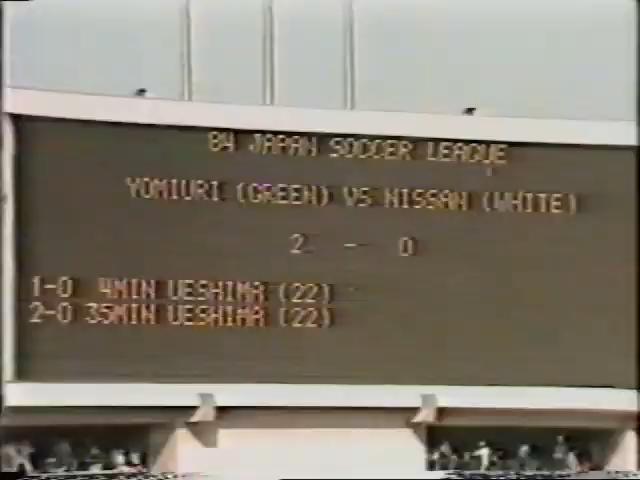 84 JAPAN SOCCER LEAGUE
YOMIURI (GREEN) VS NISSAN (WHITE)
2 - 0
1-0 4MIN UESHIMA (22)
2-0 35MIN UESHIMA (22)